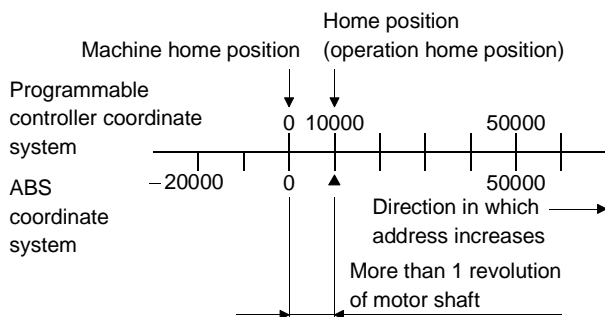 Home position
Machine home position
(operation home position)
Programmable
controller coordinate
system
0 10000 50000
−20000 0 50000
ABS
coordinate
system
Direction in which
address increases
More than 1 revolution
of motor shaft